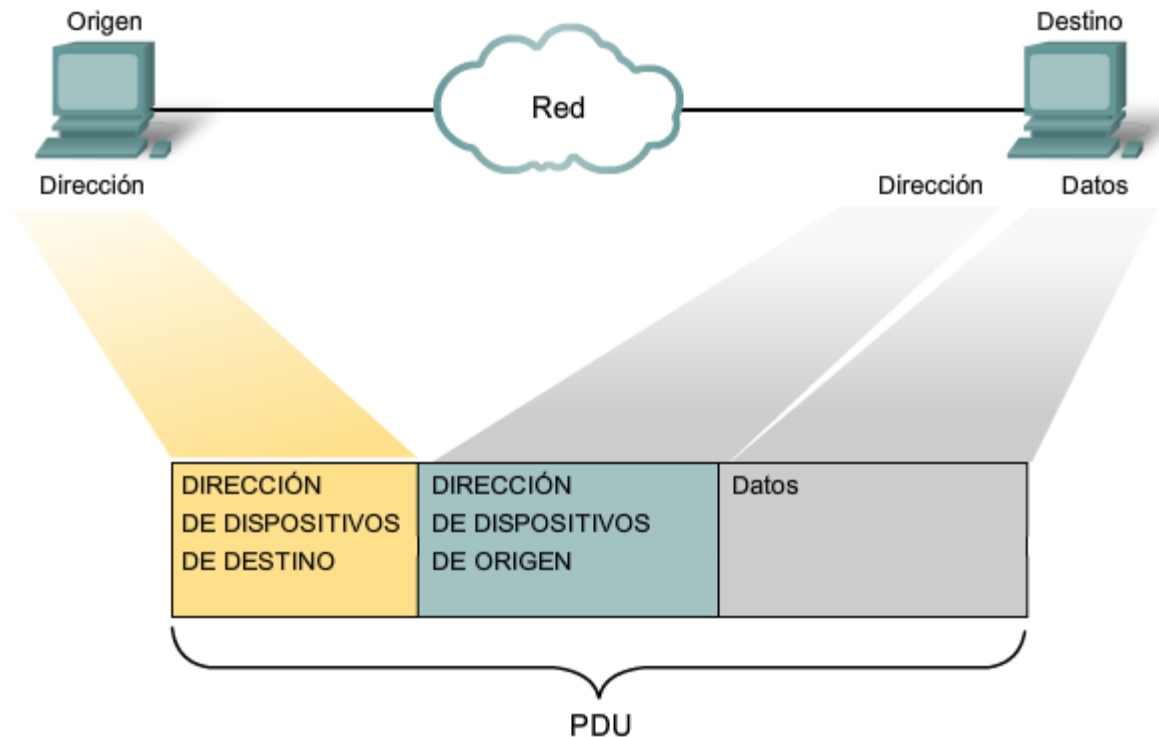 Origen
Destino
Red
Dirección
Dirección
Datos
DIRECCIÓN
DE DISPOSITIVOS
DE DESTINO
DIRECCIÓN
DE DISPOSITIVOS
DE ORIGEN
Datos
PDU